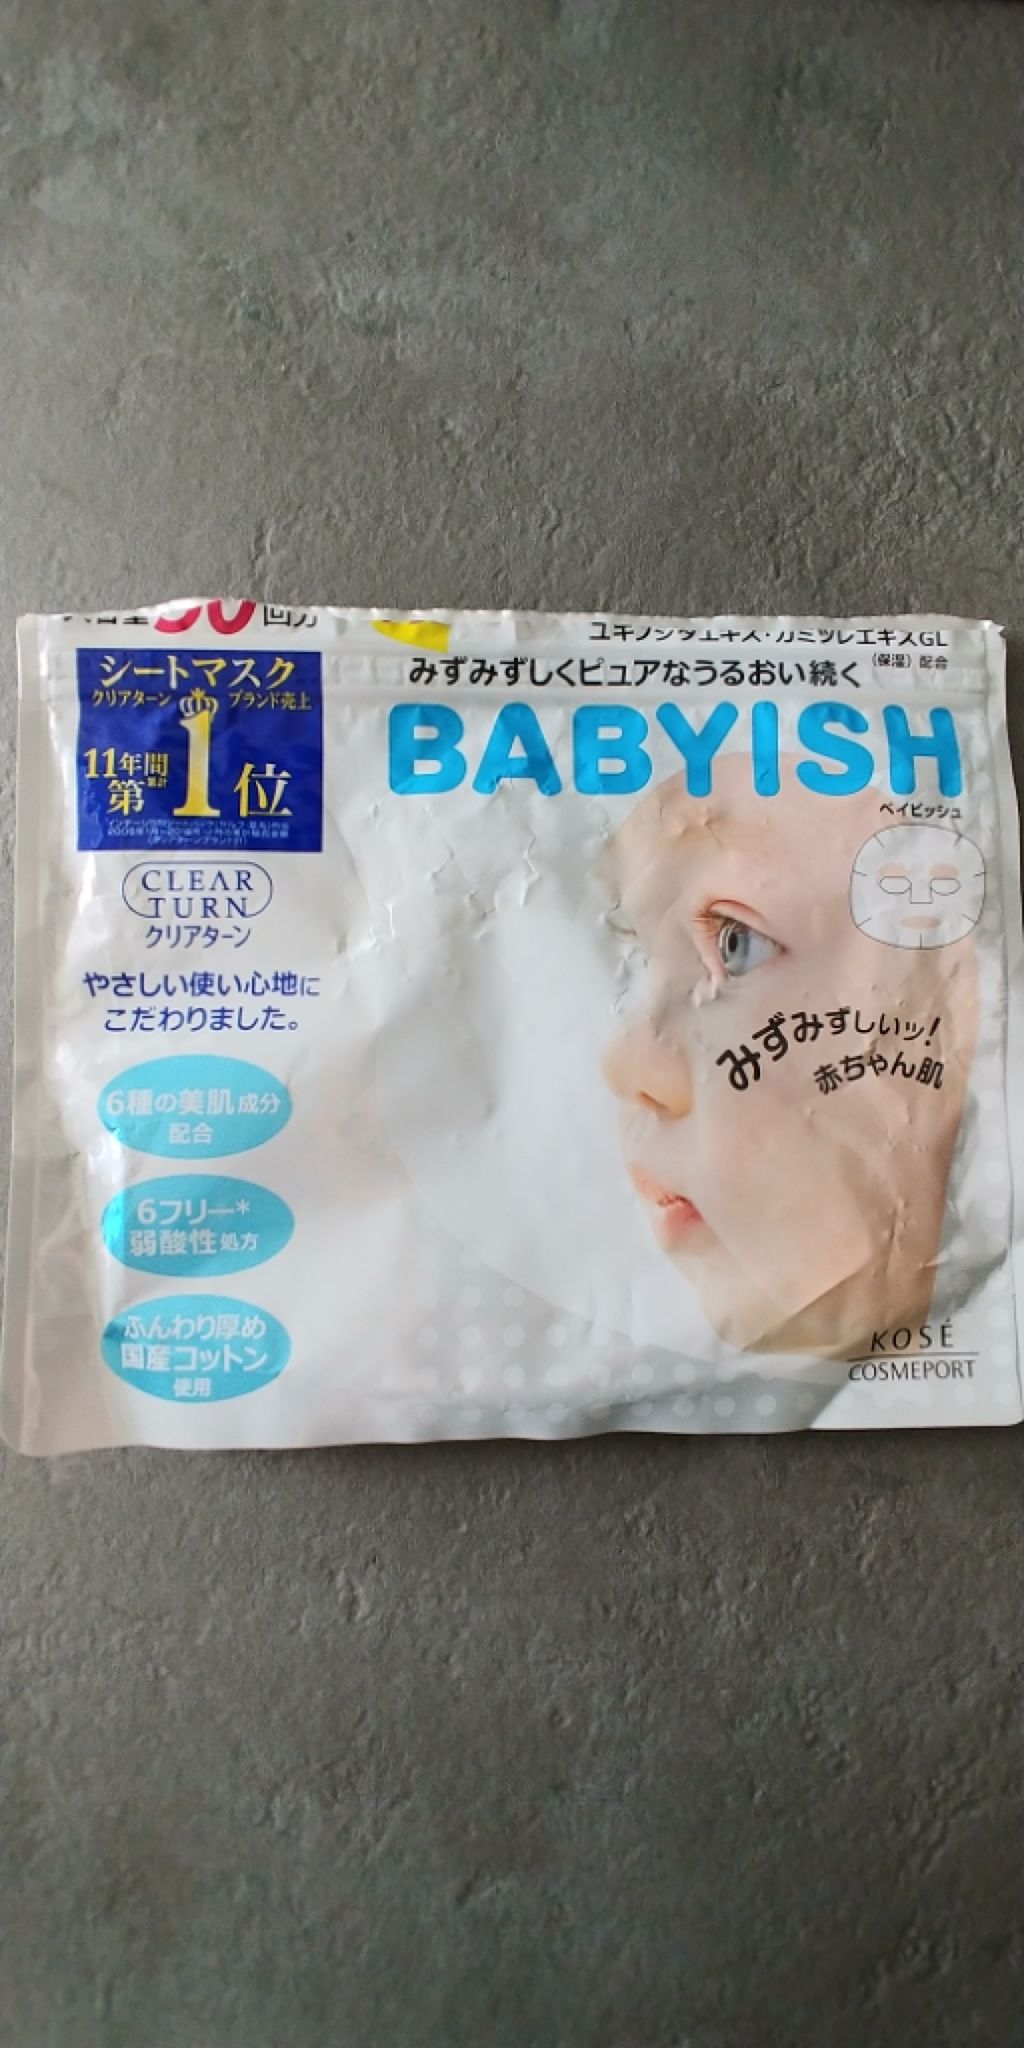 回分
ユキノシタエキス・カミツレエキスGL
(保湿) 配合
みずみずしくピュアなうるおい続く
BABYISH
ベイビッシュ
シートマスク
クリアターン ブランド売上
11年間
累計
第1位
CLEAR
TURN
クリアターン
やさしい使い心地に
こだわりました。
みずみずしいッ!
赤ちゃん肌
6種の美肌成分
配合
6フリー*
弱酸性処方
ふんわり厚め
国産コットン
使用
KOSÉ
COSMEPORT